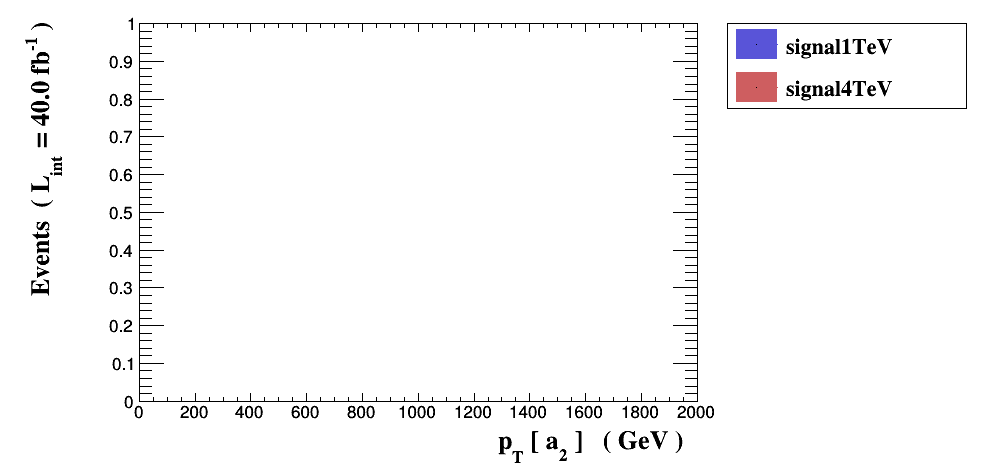 Events ( L_int = 40.0 fb^-1 )
1
0.9
0.8
0.7
0.6
0.5
0.4
0.3
0.2
0.1
0
0 200 400 600 800 1000 1200 1400 1600 1800 2000
p_T [ a_2 ] ( GeV )
signal1TeV
signal4TeV